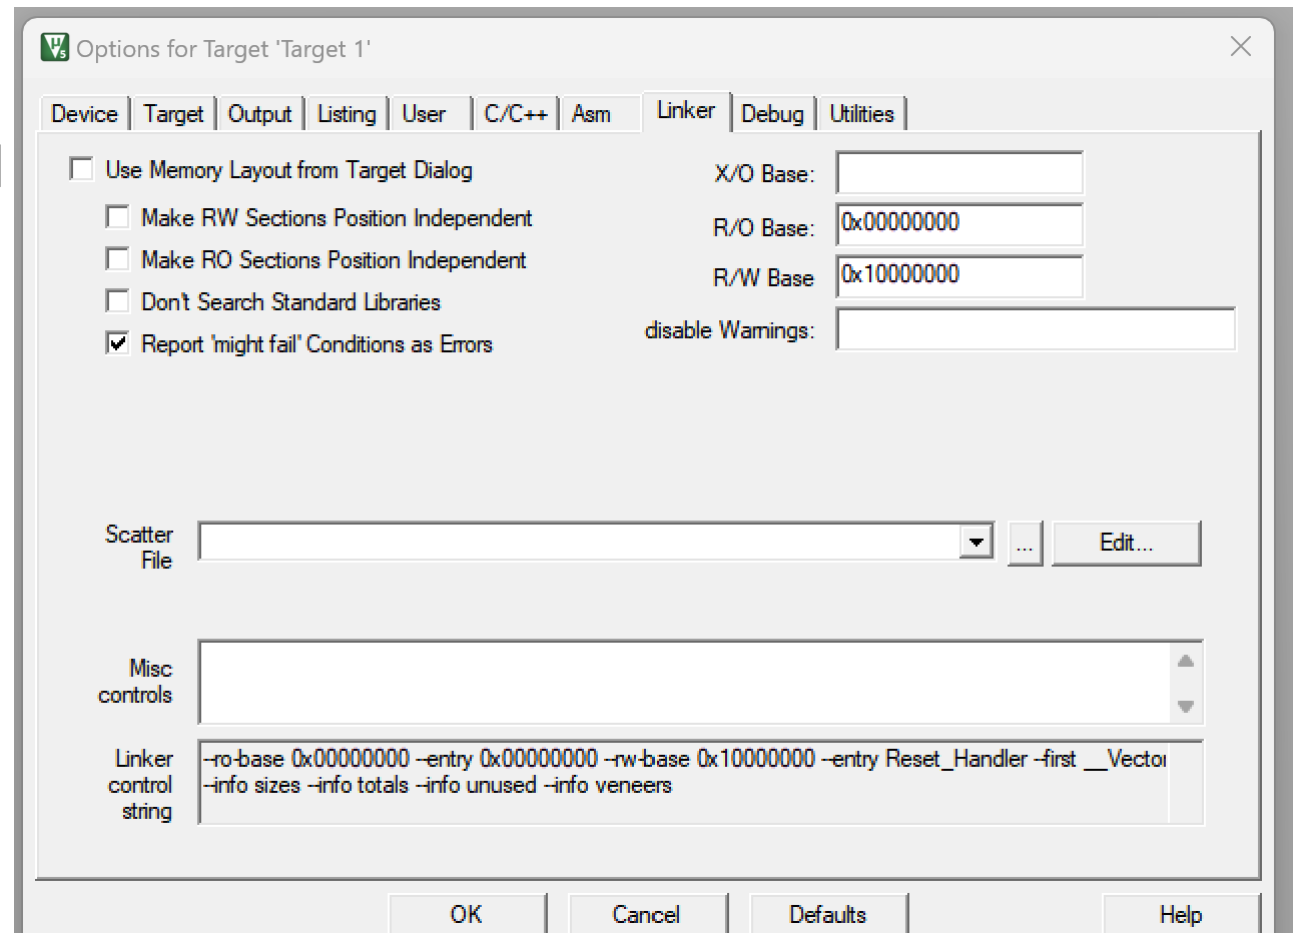 Options for Target 'Target 1'
Device Target Output Listing User C/C++ Asm Linker Debug Utilities
Use Memory Layout from Target Dialog
Make RW Sections Position Independent
Make RO Sections Position Independent
Don't Search Standard Libraries
Report 'might fail' Conditions as Errors
X/O Base:
R/O Base: 0x00000000
R/W Base 0x10000000
disable Warnings:
Scatter
File
... Edit...
Misc
controls
Linker
control
string
--ro-base 0x00000000 --entry 0x00000000 --rw-base 0x10000000 --entry Reset_Handler --first __Vector
--info sizes --info totals --info unused --info veneers
OK Cancel Defaults Help